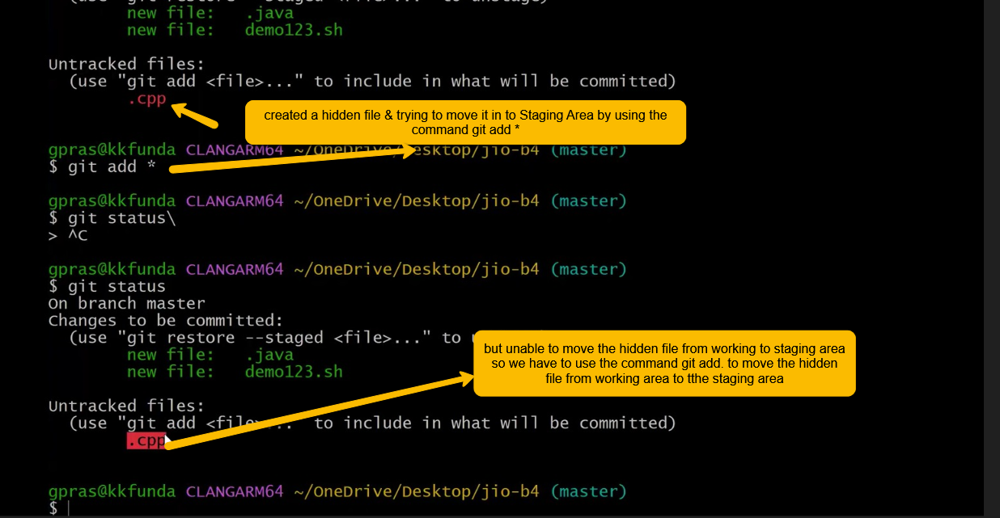 new file:   .java
new file:   demo123.sh
Untracked files:
(use "git add <file>..." to include in what will be committed)
.cpp
created a hidden file & trying to move it in to Staging Area by using the
command git add *
gpras@kkfunda CLANGARM64 ~/OneDrive/Desktop/jio-b4 (master)
$ git add *
gpras@kkfunda CLANGARM64 ~/OneDrive/Desktop/jio-b4 (master)
$ git status\
> ^C
gpras@kkfunda CLANGARM64 ~/OneDrive/Desktop/jio-b4 (master)
$ git status
On branch master
Changes to be committed:
(use "git restore --staged <file>..." to
new file:   .java
new file:   demo123.sh
but unable to move the hidden file from working to staging area
so we have to use the command git add. to move the hidden
file from working area to tthe staging area
Untracked files:
(use "git add <file>... to include in what will be committed)
.cpp
gpras@kkfunda CLANGARM64 ~/OneDrive/Desktop/jio-b4 (master)
$